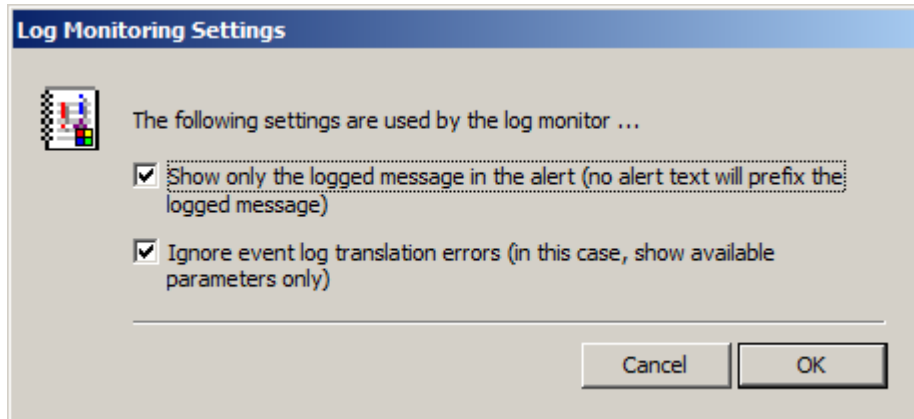 Log Monitoring Settings
The following settings are used by the log monitor ...
Show only the logged message in the alert (no alert text will prefix the
logged message)
Ignore event log translation errors (in this case, show available
parameters only)
Cancel
OK